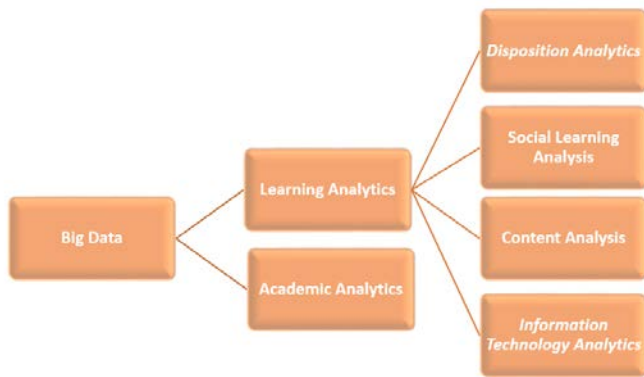 Disposition Analytics
Social Learning
Analysis
Learning Analytics
Big Data
Content Analysis
Academic Analytics
Information
Technology Analytics